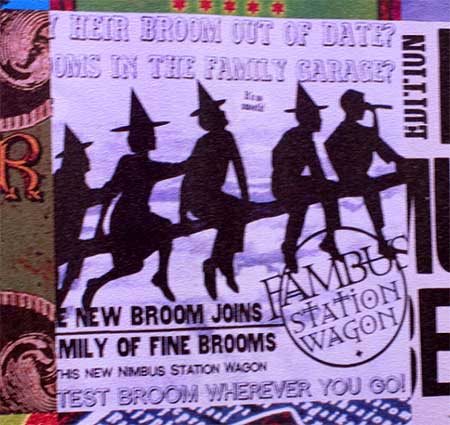 HEIR BROOM OUT OF DATE?
OMS IN THE FAMILY GARAGE?
EDITION
R
FAMBUS
STATION
WAGON
NEW BROOM JOINS
MILY OF FINE BROOMS
THIS NEW NIMBUS STATION WAGON
TEST BROOM WHEREVER YOU GO!